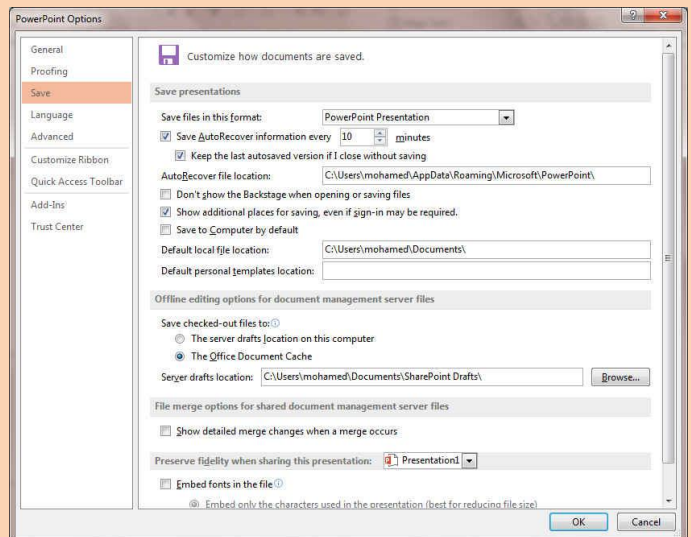 PowerPoint Options
General
Proofing
Save
Language
Advanced
Customize Ribbon
Quick Access Toolbar
Add-Ins
Trust Center
Customize how documents are saved.
Save presentations
Save files in this format: PowerPoint Presentation
Save AutoRecover information every 10 minutes
Keep the last autosaved version if I close without saving
AutoRecover file location: C:\Users\mohamed\AppData\Roaming\Microsoft\PowerPoint\
Don't show the Backstage when opening or saving files
Show additional places for saving, even if sign-in may be required.
Save to Computer by default
Default local file location: C:\Users\mohamed\Documents\
Default personal templates location:
Offline editing options for document management server files
Save checked-out files to:
The server drafts location on this computer
The Office Document Cache
Server drafts location: C:\Users\mohamed\Documents\SharePoint Drafts\ Browse...
File merge options for shared document management server files
Show detailed merge changes when a merge occurs
Preserve fidelity when sharing this presentation: Presentation1
Embed fonts in the file
Embed only the characters used in the presentation (best for reducing file size)
OK Cancel